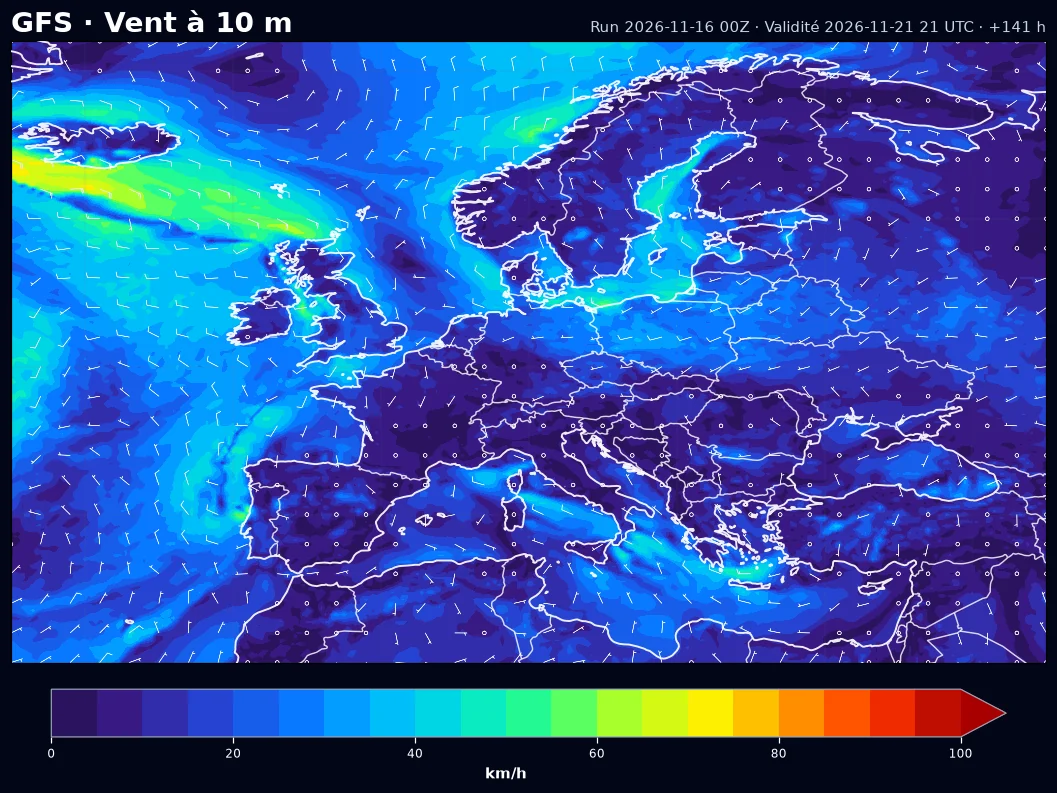 GFS · Vent à 10 m
Run 2026-11-16 00Z · Validité 2026-11-21 21 UTC · +141 h
0 20 40 60 80 100
km/h